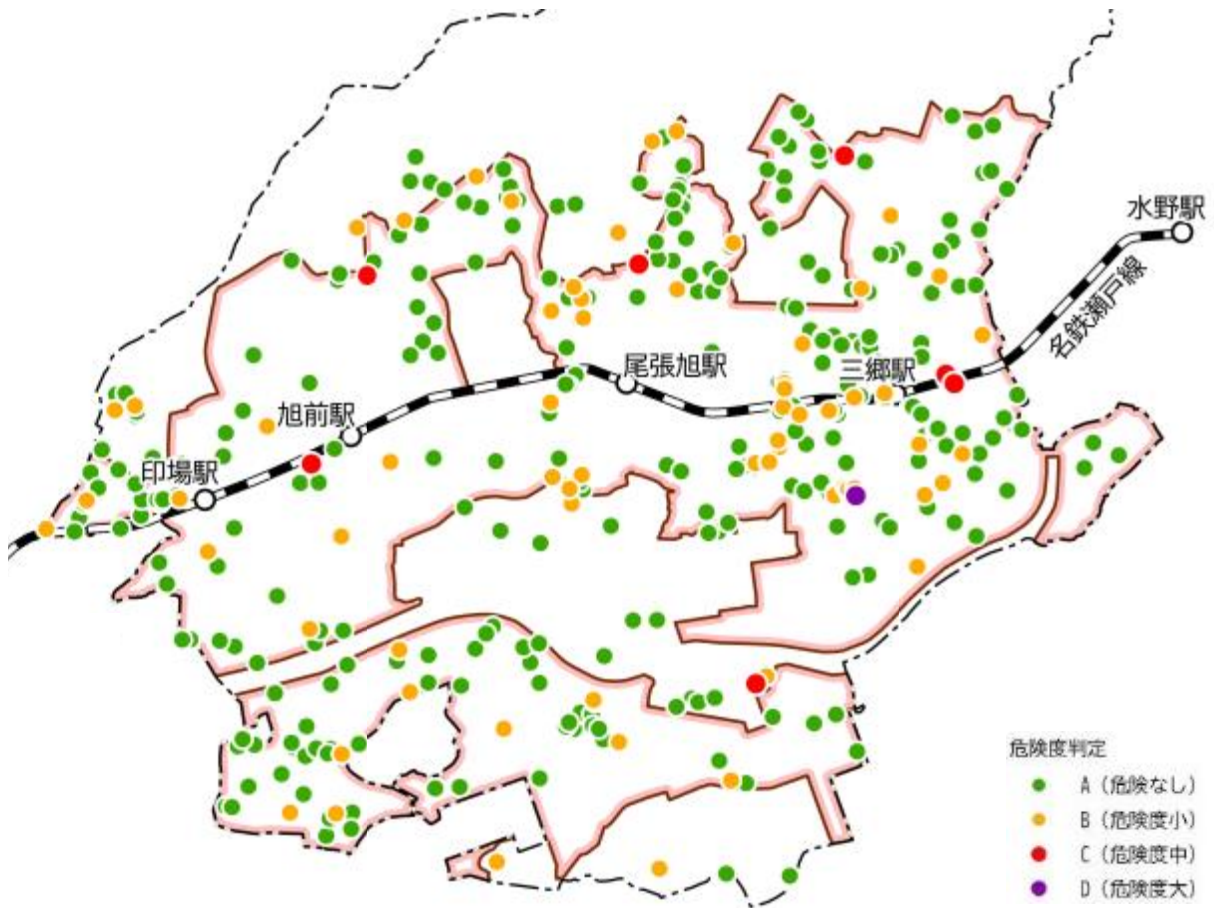 水野駅
名鉄瀬戸線
尾張旭駅
三郷駅
旭前駅
印場駅
危険度判定
A（危険なし）
B（危険度小）
C（危険度中）
D（危険度大）